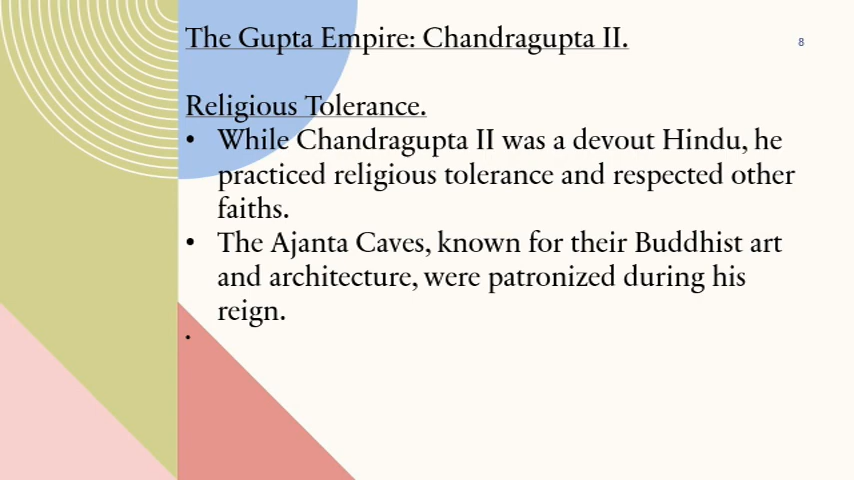 The Gupta Empire: Chandragupta II.
8
Religious Tolerance.
• While Chandragupta II was a devout Hindu, he
practiced religious tolerance and respected other
faiths.
• The Ajanta Caves, known for their Buddhist art
and architecture, were patronized during his
reign.
•